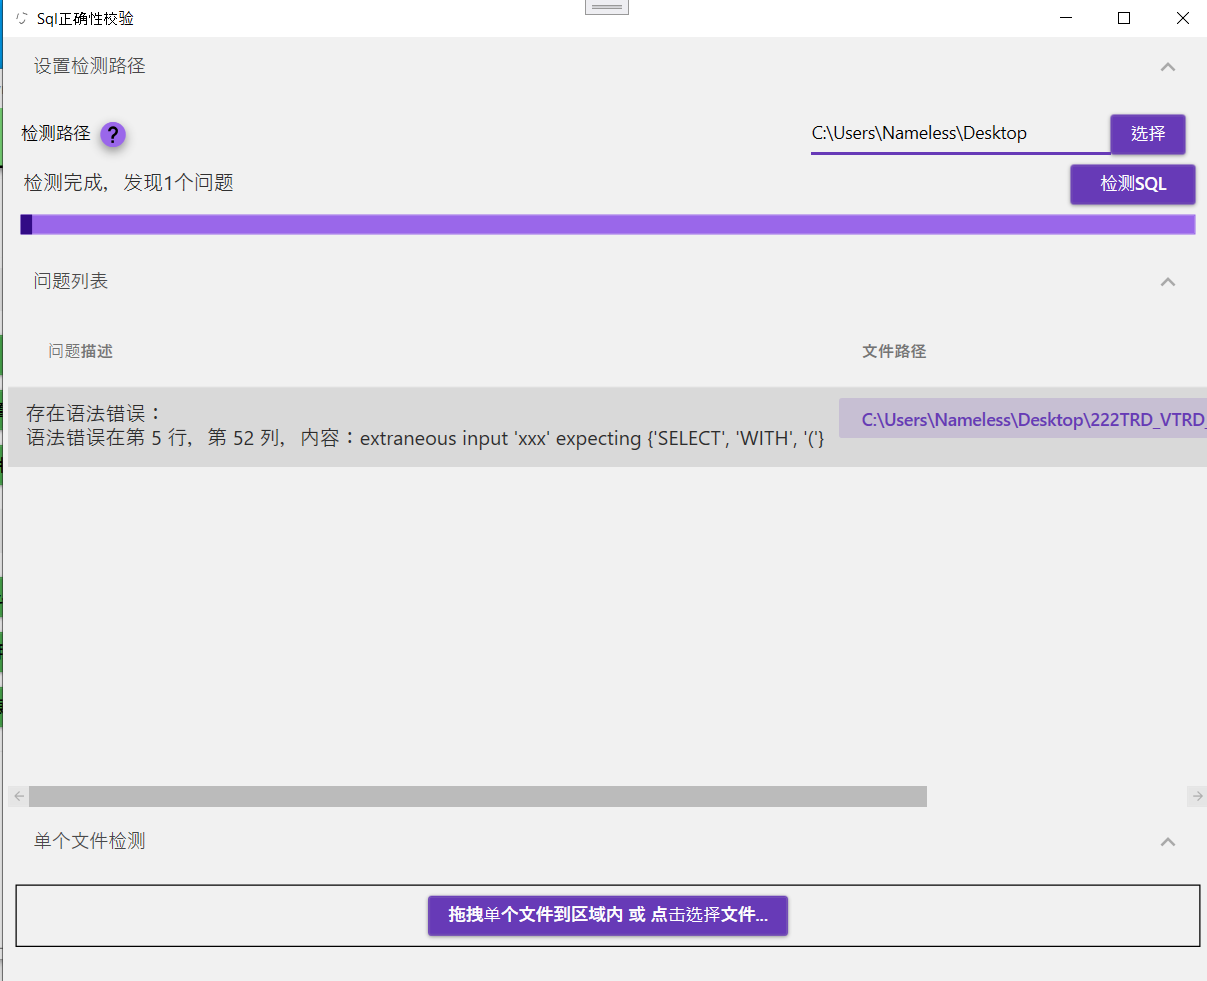 Sql正确性校验
设置检测路径
检测路径 ?
C:\Users\Nameless\Desktop
选择
检测完成，发现1个问题
检测SQL
问题列表
问题描述
文件路径
存在语法错误：
语法错误在第 5 行，第 52 列，内容：extraneous input 'xxx' expecting {'SELECT', 'WITH', '('}
C:\Users\Nameless\Desktop\222TRD_VTRD_
单个文件检测
拖拽单个文件到区域内 或 点击选择文件...